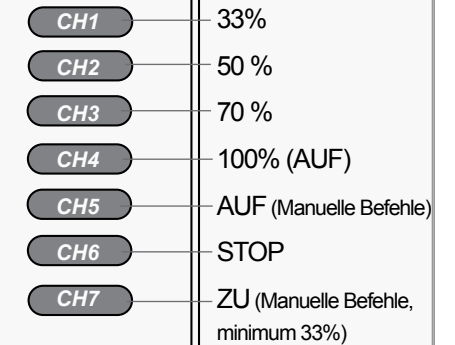 CH1 33%
CH2 50 %
CH3 70 %
CH4 100% (AUF)
CH5 AUF (Manuelle Befehle)
CH6 STOP
CH7 ZU (Manuelle Befehle,
minimum 33%)